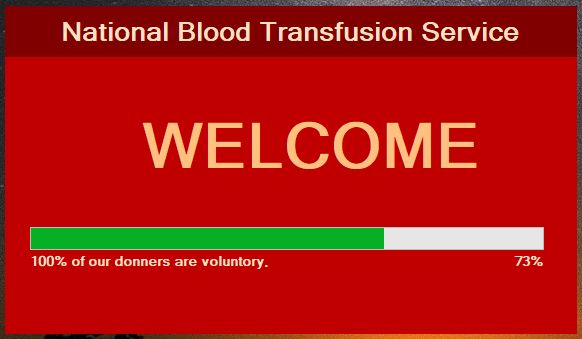 National Blood Transfusion Service
WELCOME
100% of our donners are voluntory.
73%